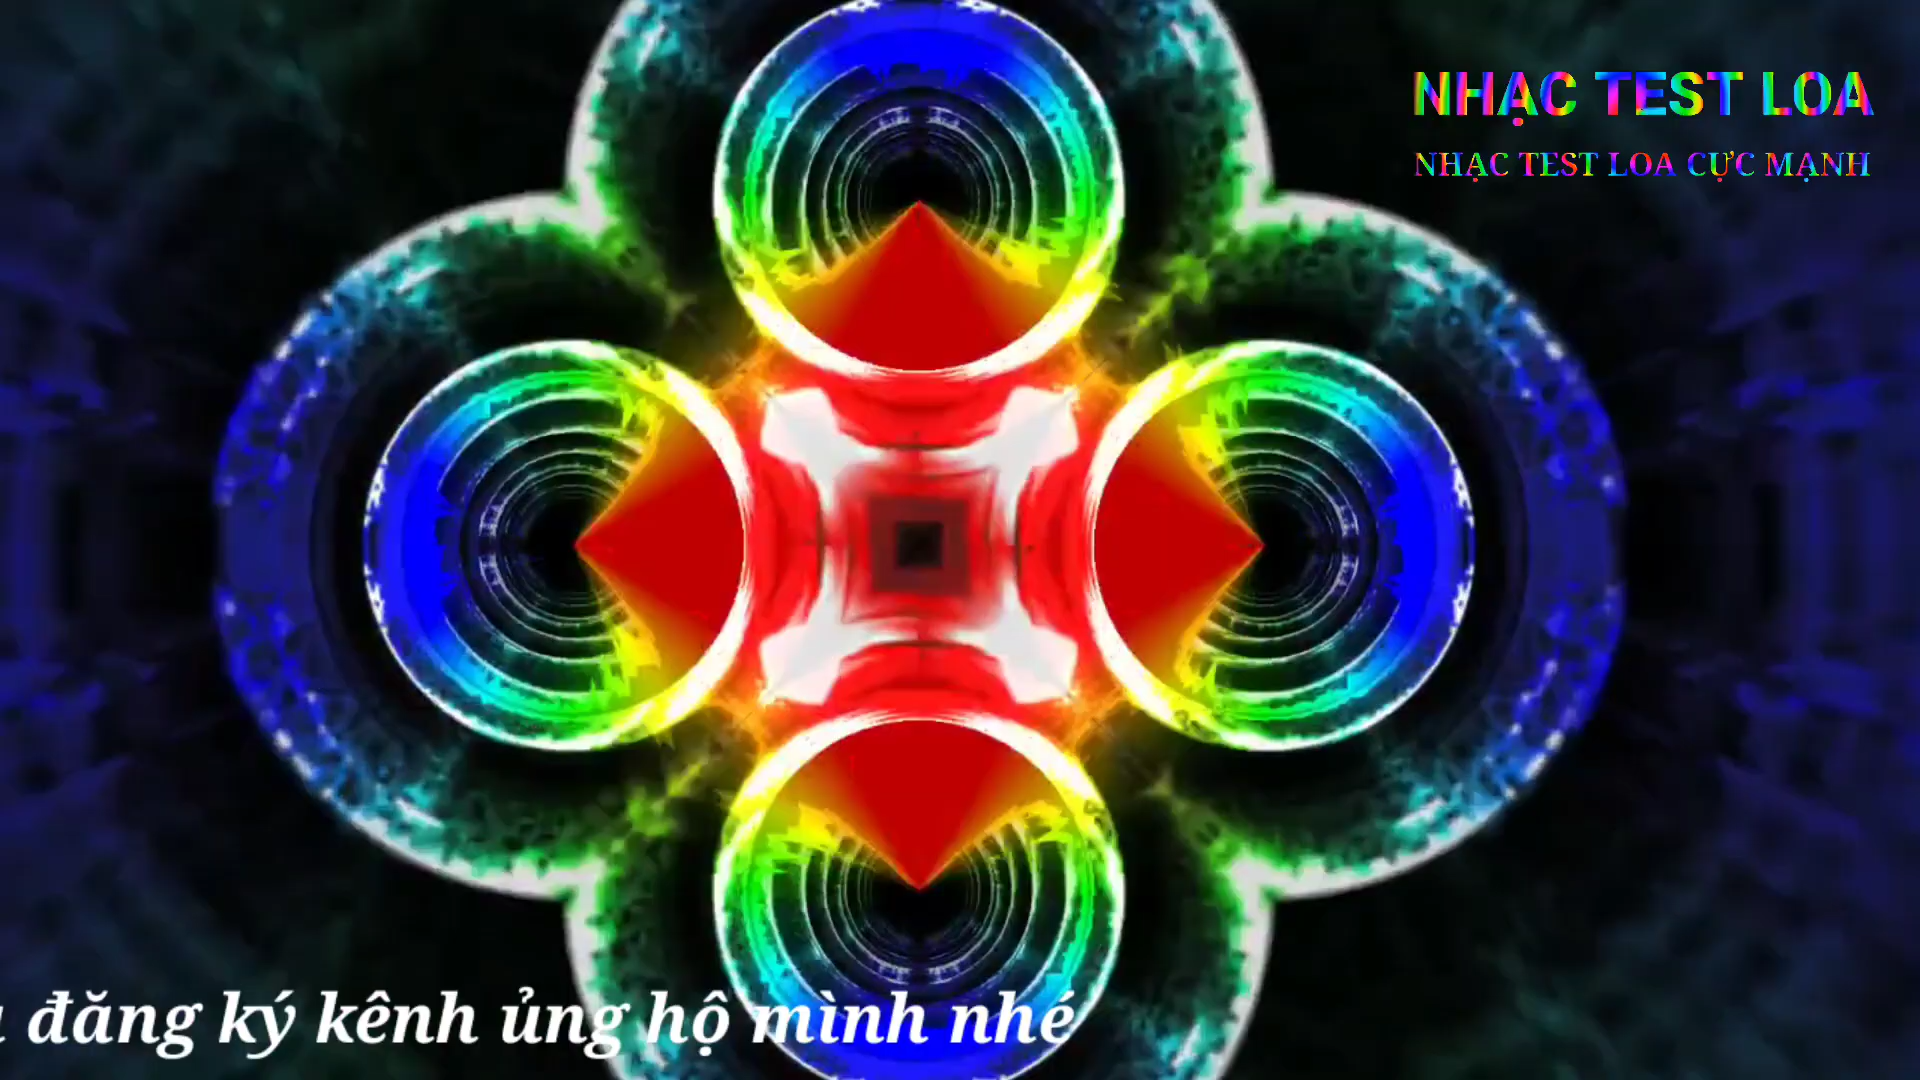 NHẠC TEST LOA
NHẠC TEST LOA CỰC MẠNH
đăng ký kênh ủng hộ mình nhé